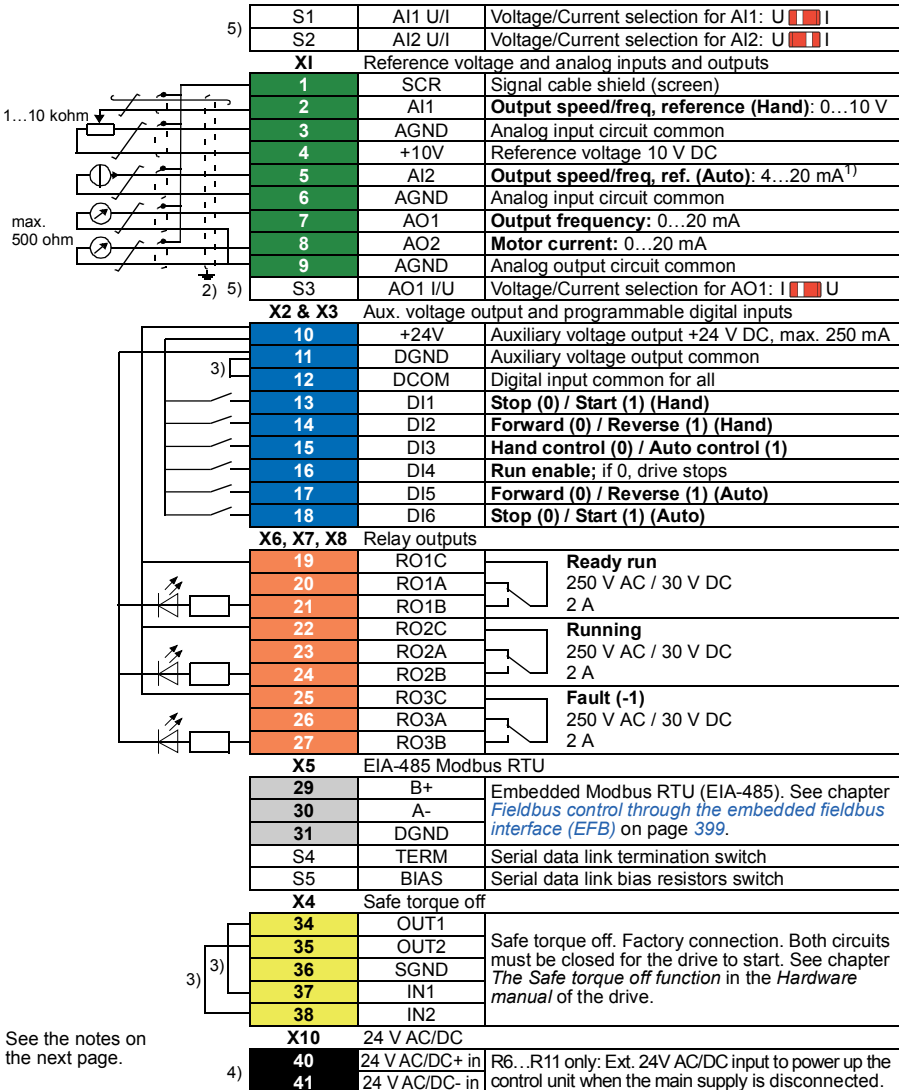 5) S1 AI1 U/I Voltage/Current selection for AI1: U I
S2 AI2 U/I Voltage/Current selection for AI2: U I
XI Reference voltage and analog inputs and outputs
1 SCR Signal cable shield (screen)
1…10 kohm 2 AI1 Output speed/freq, reference (Hand): 0…10 V
3 AGND Analog input circuit common
4 +10V Reference voltage 10 V DC
5 AI2 Output speed/freq, ref. (Auto): 4…20 mA1)
6 AGND Analog input circuit common
max. 7 AO1 Output frequency: 0…20 mA
500 ohm 8 AO2 Motor current: 0…20 mA
9 AGND Analog output circuit common
2) 5) S3 AO1 I/U Voltage/Current selection for AO1: I U
X2 & X3 Aux. voltage output and programmable digital inputs
10 +24V Auxiliary voltage output +24 V DC, max. 250 mA
11 DGND Auxiliary voltage output common
3) 12 DCOM Digital input common for all
13 DI1 Stop (0) / Start (1) (Hand)
14 DI2 Forward (0) / Reverse (1) (Hand)
15 DI3 Hand control (0) / Auto control (1)
16 DI4 Run enable; if 0, drive stops
17 DI5 Forward (0) / Reverse (1) (Auto)
18 DI6 Stop (0) / Start (1) (Auto)
X6, X7, X8 Relay outputs
19 RO1C Ready run
20 RO1A 250 V AC / 30 V DC
21 RO1B 2 A
22 RO2C Running
23 RO2A 250 V AC / 30 V DC
24 RO2B 2 A
25 RO3C Fault (-1)
26 RO3A 250 V AC / 30 V DC
27 RO3B 2 A
X5 EIA-485 Modbus RTU
29 B+ Embedded Modbus RTU (EIA-485). See chapter
30 A- Fieldbus control through the embedded fieldbus
31 DGND interface (EFB) on page 399.
S4 TERM Serial data link termination switch
S5 BIAS Serial data link bias resistors switch
X4 Safe torque off
34 OUT1
35 OUT2 Safe torque off. Factory connection. Both circuits
3) 3) 36 SGND must be closed for the drive to start. See chapter
37 IN1 The Safe torque off function in the Hardware
38 IN2 manual of the drive.
See the notes on
the next page.
X10 24 V AC/DC
4) 40 24 V AC/DC+ in R6…R11 only: Ext. 24V AC/DC input to power up the
41 24 V AC/DC- in control unit when the main supply is disconnected.